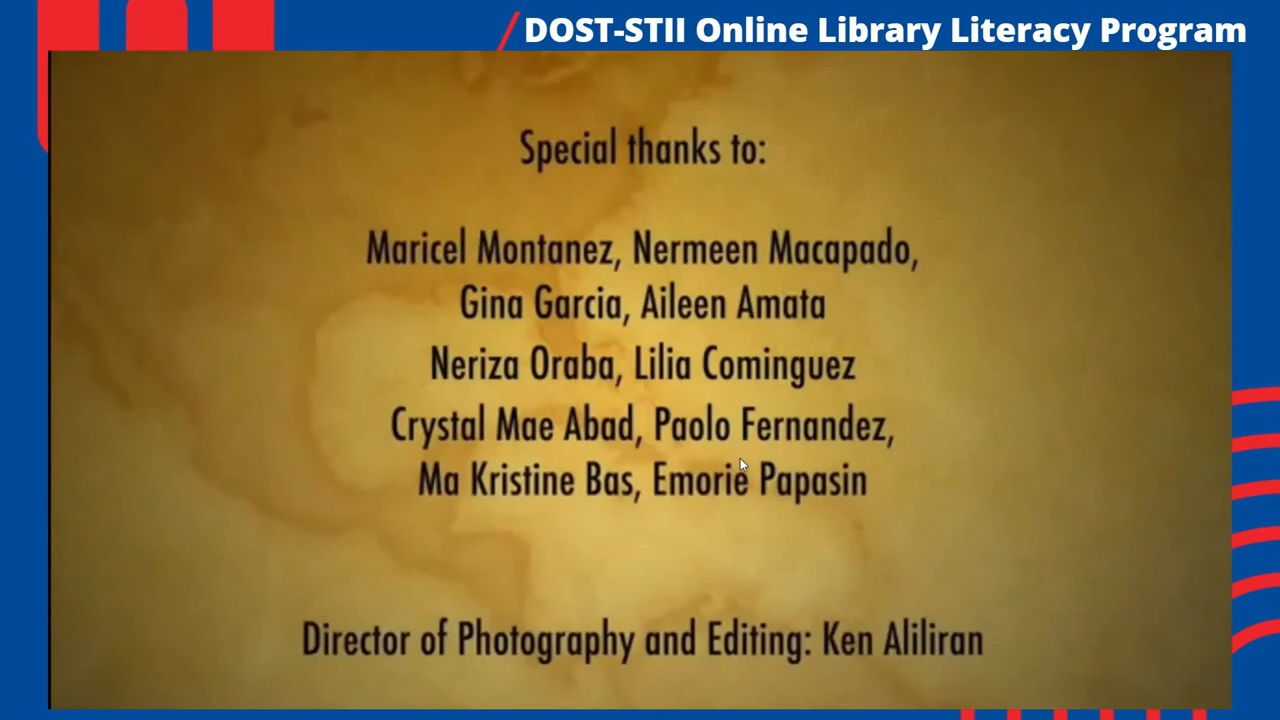 /DOST-STII Online Library Literacy Program
Special thanks to:
Maricel Montanez, Nermeen Macapado,
Gina Garcia, Aileen Amata
Neriza Oraba, Lilia Cominguez
Crystal Mae Abad, Paolo Fernandez,
Ma Kristine Bas, Emorie Papasin
Director of Photography and Editing: Ken Aliliran